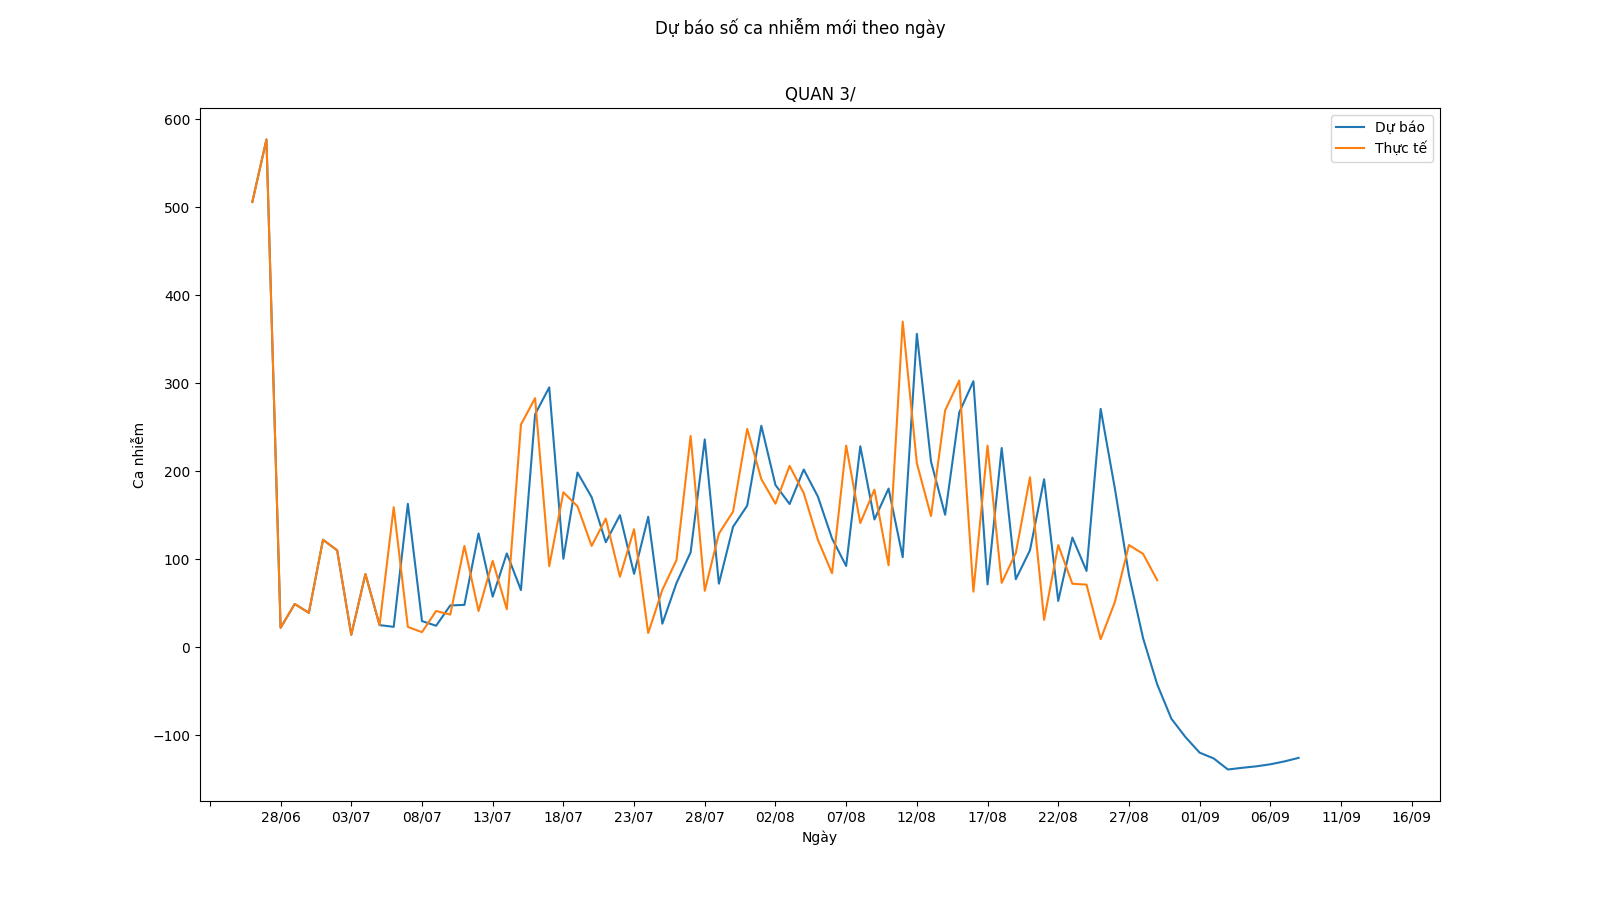 Dự báo số ca nhiễm mới theo ngày
QUAN 3/
Dự báo
Thực tế
Ca nhiễm
600
500
400
300
200
100
0
−100
28/06 03/07 08/07 13/07 18/07 23/07 28/07 02/08 07/08 12/08 17/08 22/08 27/08 01/09 06/09 11/09 16/09
Ngày